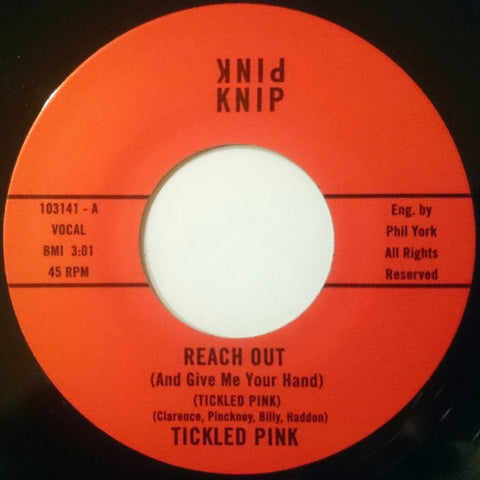 PINK
KNIP
103141 - A
VOCAL
BMI 3:01
45 RPM
Eng. by
Phil York
All Rights
Reserved
REACH OUT
(And Give Me Your Hand)
(TICKLED PINK)
(Clarence, Pinckney, Billy, Haddon)
TICKLED PINK